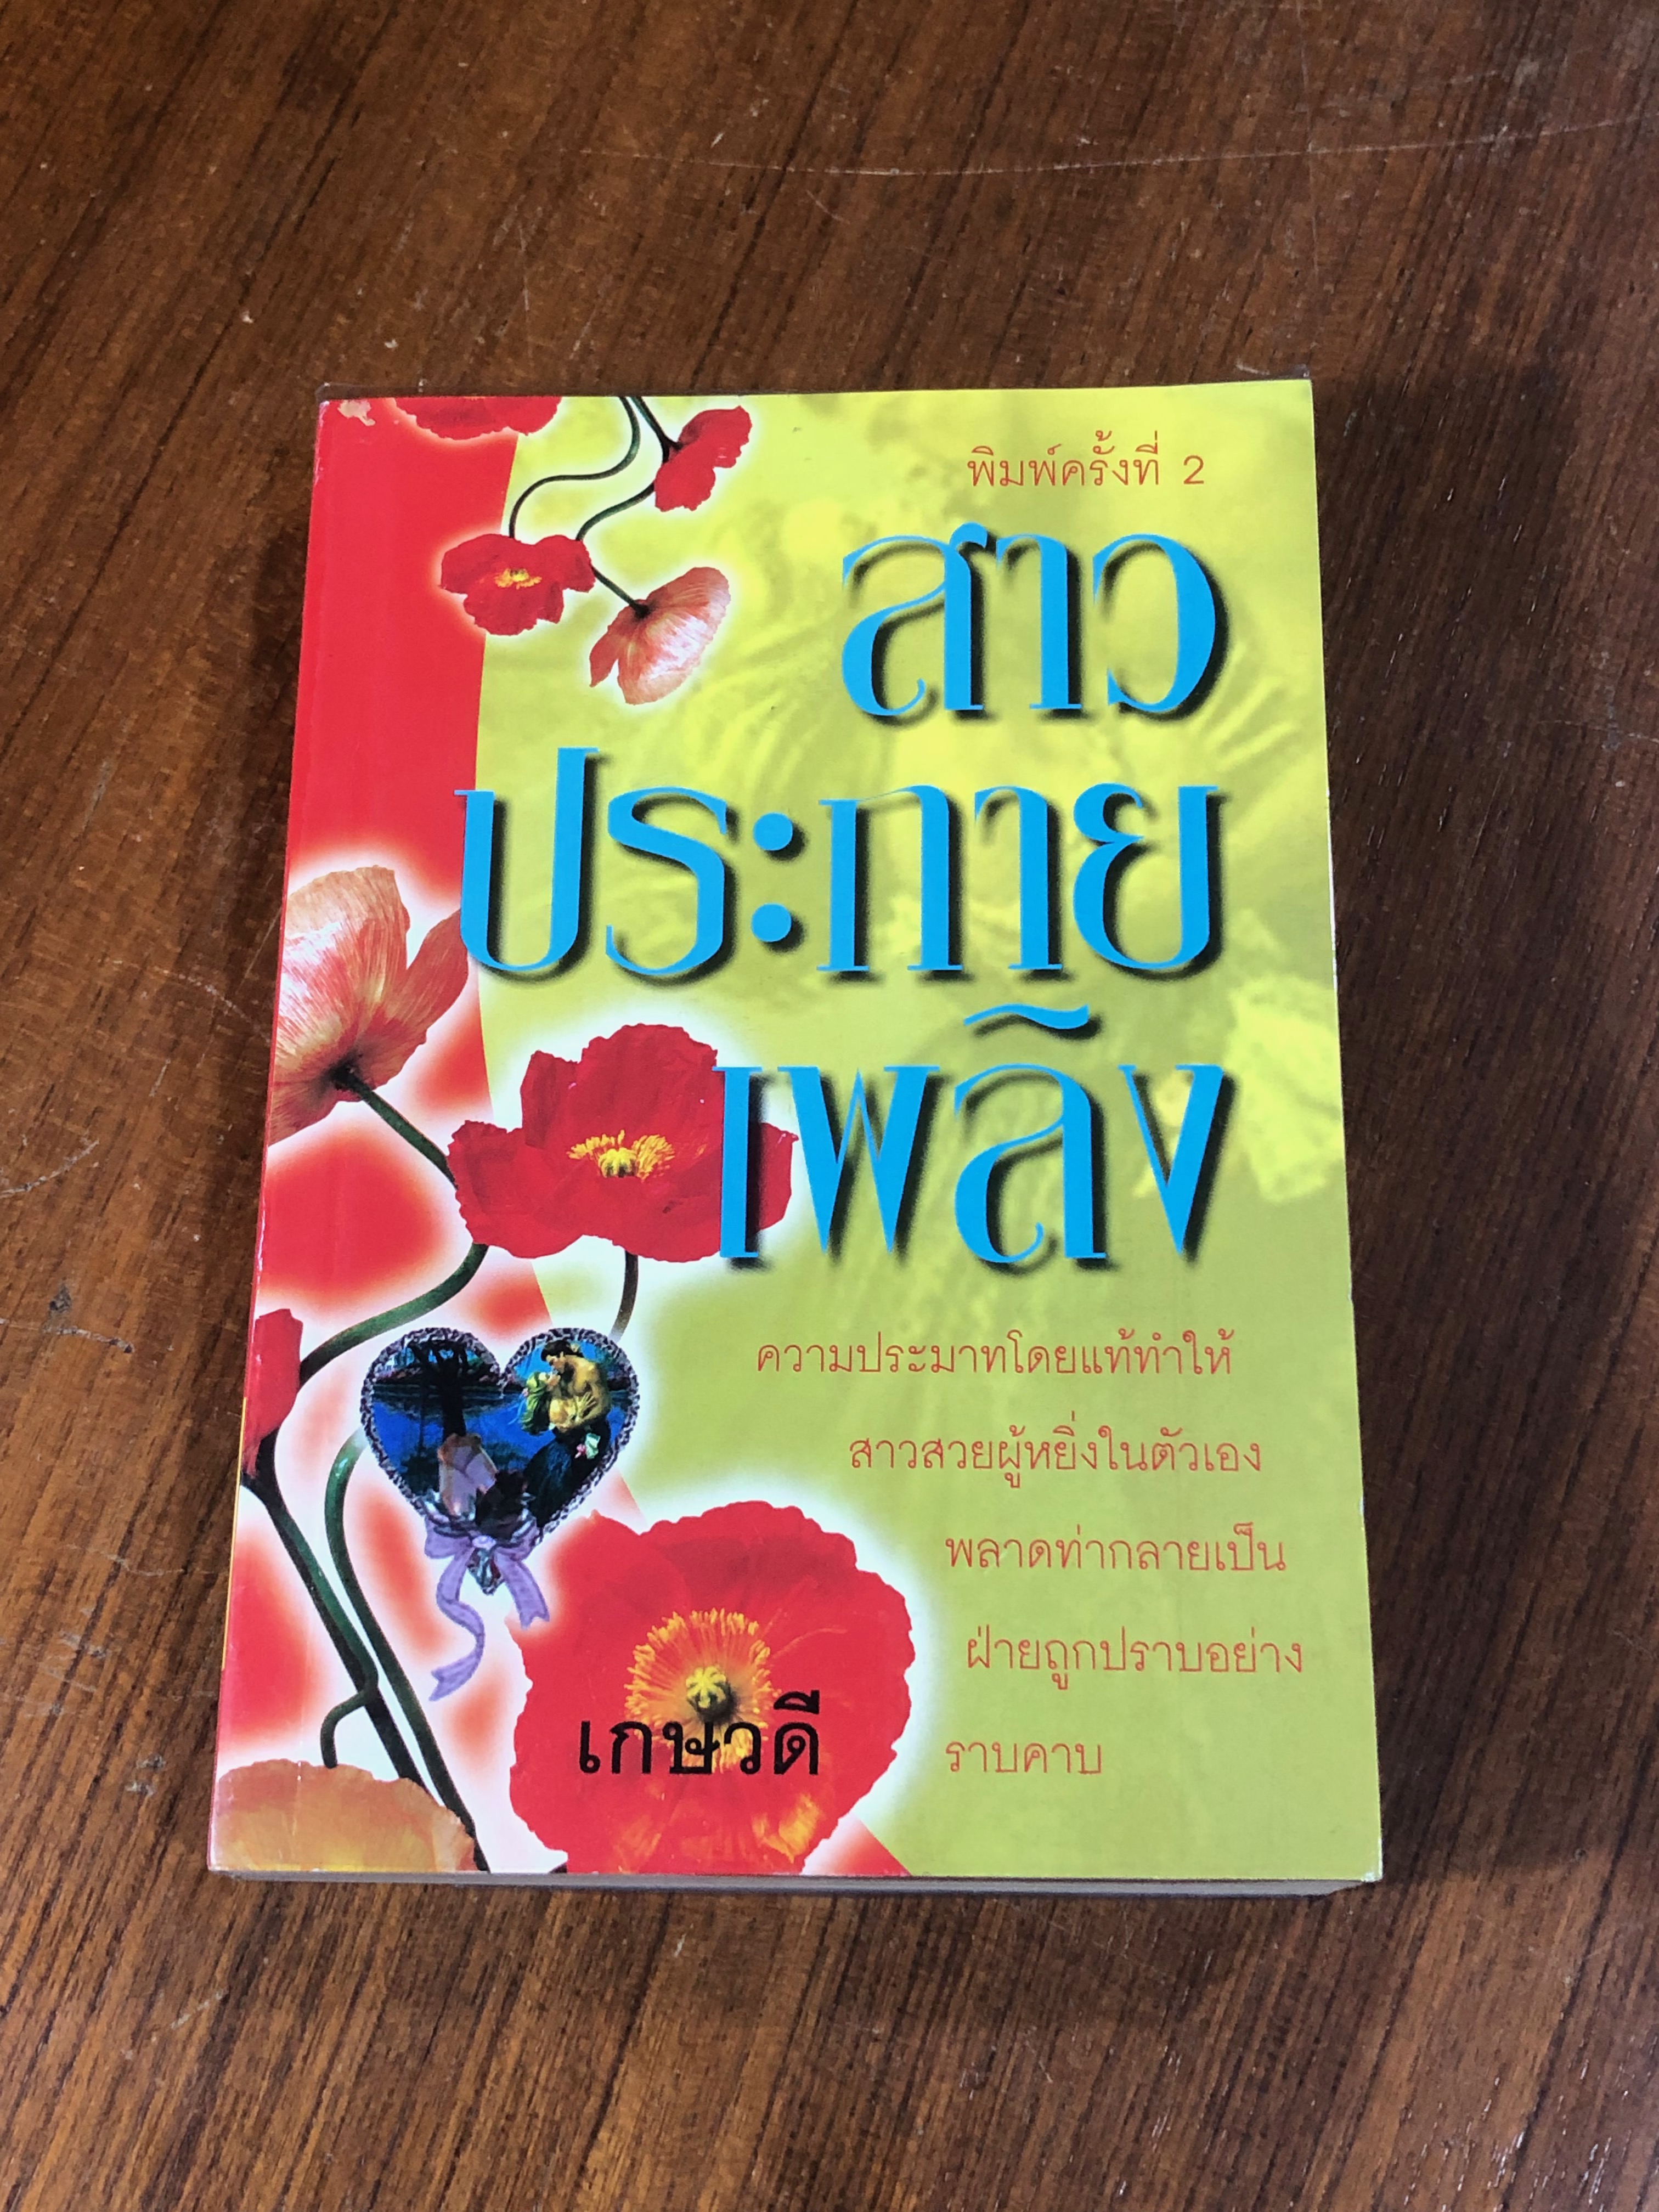 พิมพ์ครั้งที่ 2
สาว
ประกาย
เพลิง
ความประมาทโดยแท้ทำให้
สาวสวยผู้หยิ่งในตัวเอง
พลาดท่ากลายเป็น
ฝ่ายถูกปราบอย่าง
ราบคาบ
เกษวดี